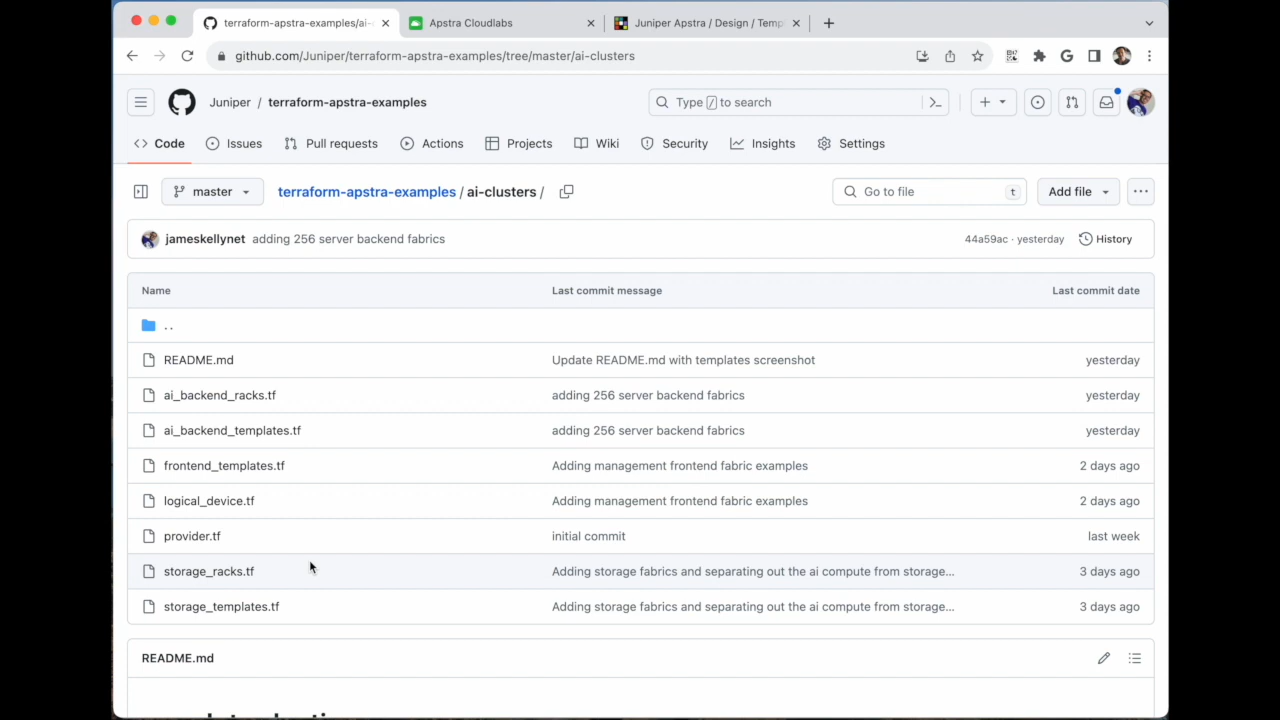 terraform-apstra-examples/ai-
Apstra Cloudlabs
Juniper Apstra / Design / Temp
github.com/Juniper/terraform-apstra-examples/tree/master/ai-clusters
Juniper / terraform-apstra-examples
Type / to search
Code Issues Pull requests Actions Projects Wiki Security Insights Settings
master terraform-apstra-examples / ai-clusters / Go to file t Add file
jameskellynet adding 256 server backend fabrics 44a59ac · yesterday History
Name Last commit message Last commit date
..
README.md Update README.md with templates screenshot yesterday
ai_backend_racks.tf adding 256 server backend fabrics yesterday
ai_backend_templates.tf adding 256 server backend fabrics yesterday
frontend_templates.tf Adding management frontend fabric examples 2 days ago
logical_device.tf Adding management frontend fabric examples 2 days ago
provider.tf initial commit last week
storage_racks.tf Adding storage fabrics and separating out the ai compute from storage... 3 days ago
storage_templates.tf Adding storage fabrics and separating out the ai compute from storage... 3 days ago
README.md